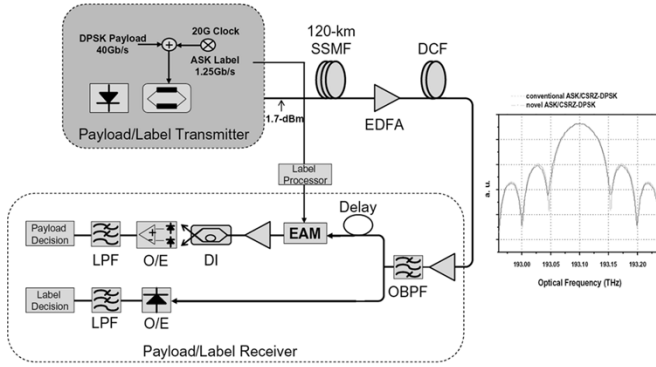 DPSK Payload
40Gb/s
20G Clock
ASK Label
1.25Gb/s
Payload/Label Transmitter
1.7-dBm
120-km
SSMF
EDFA
DCF
Label
Processor
Delay
Payload
Decision
LPF
O/E
DI
EAM
OBPF
Label
Decision
LPF
O/E
Payload/Label Receiver
conventional ASK/CSRZ-DPSK
novel ASK/CSRZ-DPSK
a. u.
193.00 193.05 193.10 193.15 193.20
Optical Frequency (THz)